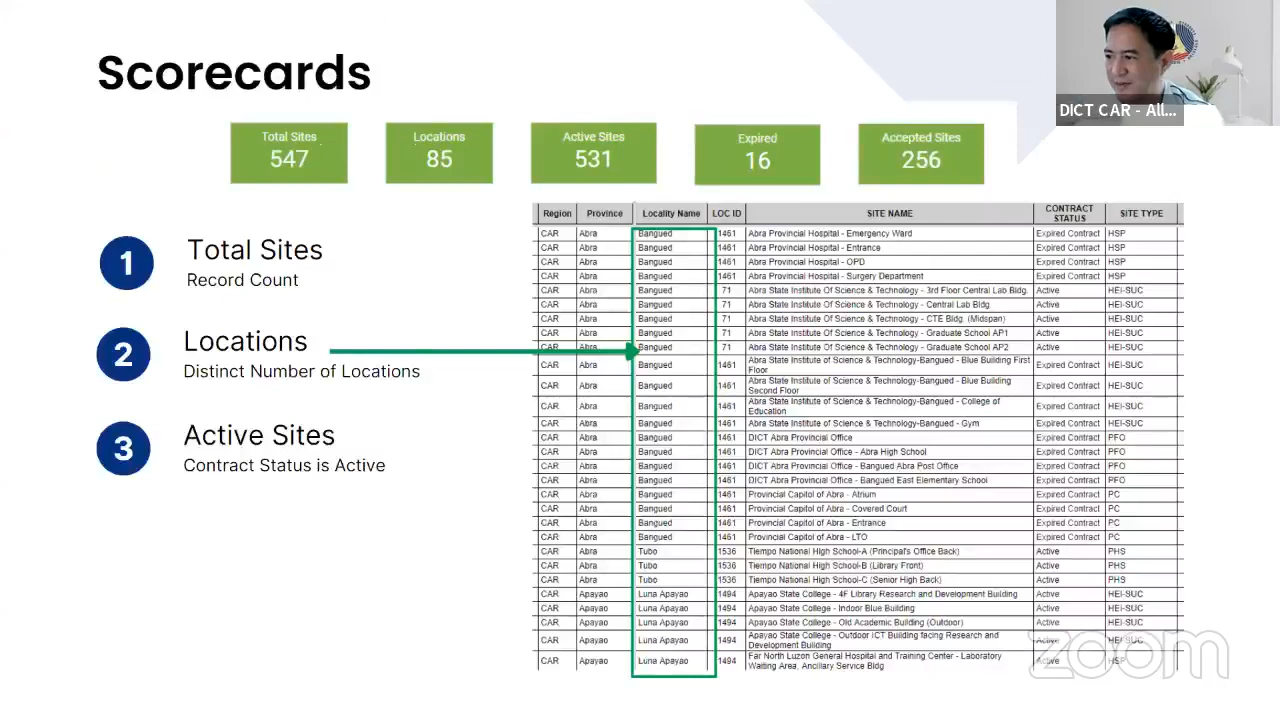 Scorecards
DICT CAR - All...
Total Sites
547
Locations
85
Active Sites
531
Expired
16
Accepted Sites
256
1
Total Sites
Record Count
2
Locations
Distinct Number of Locations
3
Active Sites
Contract Status is Active
Region Province Locality Name LOC ID SITE NAME CONTRACT STATUS SITE TYPE
CAR Abra Bangued 1461 Abra Provincial Hospital - Emergency Ward Expired Contract HSP
CAR Abra Bangued 1461 Abra Provincial Hospital - Entrance Expired Contract HSP
CAR Abra Bangued 1461 Abra Provincial Hospital - OPD Expired Contract HSP
CAR Abra Bangued 1461 Abra Provincial Hospital - Surgery Department Expired Contract HSP
CAR Abra Bangued 71 Abra State Institute Of Science & Technology - 3rd Floor Central Lab Bldg. Active HEI-SUC
CAR Abra Bangued 71 Abra State Institute Of Science & Technology - Central Lab Bldg Active HEI-SUC
CAR Abra Bangued 71 Abra State Institute Of Science & Technology - CTE Bldg. (Midspan) Active HEI-SUC
CAR Abra Bangued 71 Abra State Institute Of Science & Technology - Graduate School AP1 Active HEI-SUC
CAR Abra Bangued 71 Abra State Institute Of Science & Technology - Graduate School AP2 Active HEI-SUC
CAR Abra Bangued 1461 Abra State Institute of Science & Technology-Bangued - Blue Building First Floor Expired Contract HEI-SUC
CAR Abra Bangued 1461 Abra State Institute of Science & Technology-Bangued - Blue Building Second Floor Expired Contract HEI-SUC
CAR Abra Bangued 1461 Abra State Institute of Science & Technology-Bangued - College of Education Expired Contract HEI-SUC
CAR Abra Bangued 1461 Abra State Institute of Science & Technology-Bangued - Gym Expired Contract HEI-SUC
CAR Abra Bangued 1461 DICT Abra Provincial Office Expired Contract PFO
CAR Abra Bangued 1461 DICT Abra Provincial Office - Abra High School Expired Contract PFO
CAR Abra Bangued 1461 DICT Abra Provincial Office - Bangued Abra Post Office Expired Contract PFO
CAR Abra Bangued 1461 DICT Abra Provincial Office - Bangued East Elementary School Expired Contract PFO
CAR Abra Bangued 1461 Provincial Capitol of Abra - Atrium Expired Contract PC
CAR Abra Bangued 1461 Provincial Capitol of Abra - Covered Court Expired Contract PC
CAR Abra Bangued 1461 Provincial Capitol of Abra - Entrance Expired Contract PC
CAR Abra Bangued 1461 Provincial Capitol of Abra - LTO Expired Contract PC
CAR Abra Tubo 1536 Tiempo National High School-A (Principal's Office Back) Active PHS
CAR Abra Tubo 1536 Tiempo National High School-B (Library Front) Active PHS
CAR Abra Tubo 1536 Tiempo National High School-C (Senior High Back) Active PHS
CAR Apayao Luna Apayao 1494 Apayao State College - 4F Library Research and Development Building Active HEI-SUC
CAR Apayao Luna Apayao 1494 Apayao State College - Indoor Blue Building Active HEI-SUC
CAR Apayao Luna Apayao 1494 Apayao State College - Old Academic Building (Outdoor) Active HEI-SUC
CAR Apayao Luna Apayao 1494 Apayao State College - Outdoor ICT Building facing Research and Development Building Active HEI-SUC
CAR Apayao Luna Apayao 1494 Far North Luzon General Hospital and Training Center - Laboratory Waiting Area, Ancillary Service Bldg Active HSP
zoom